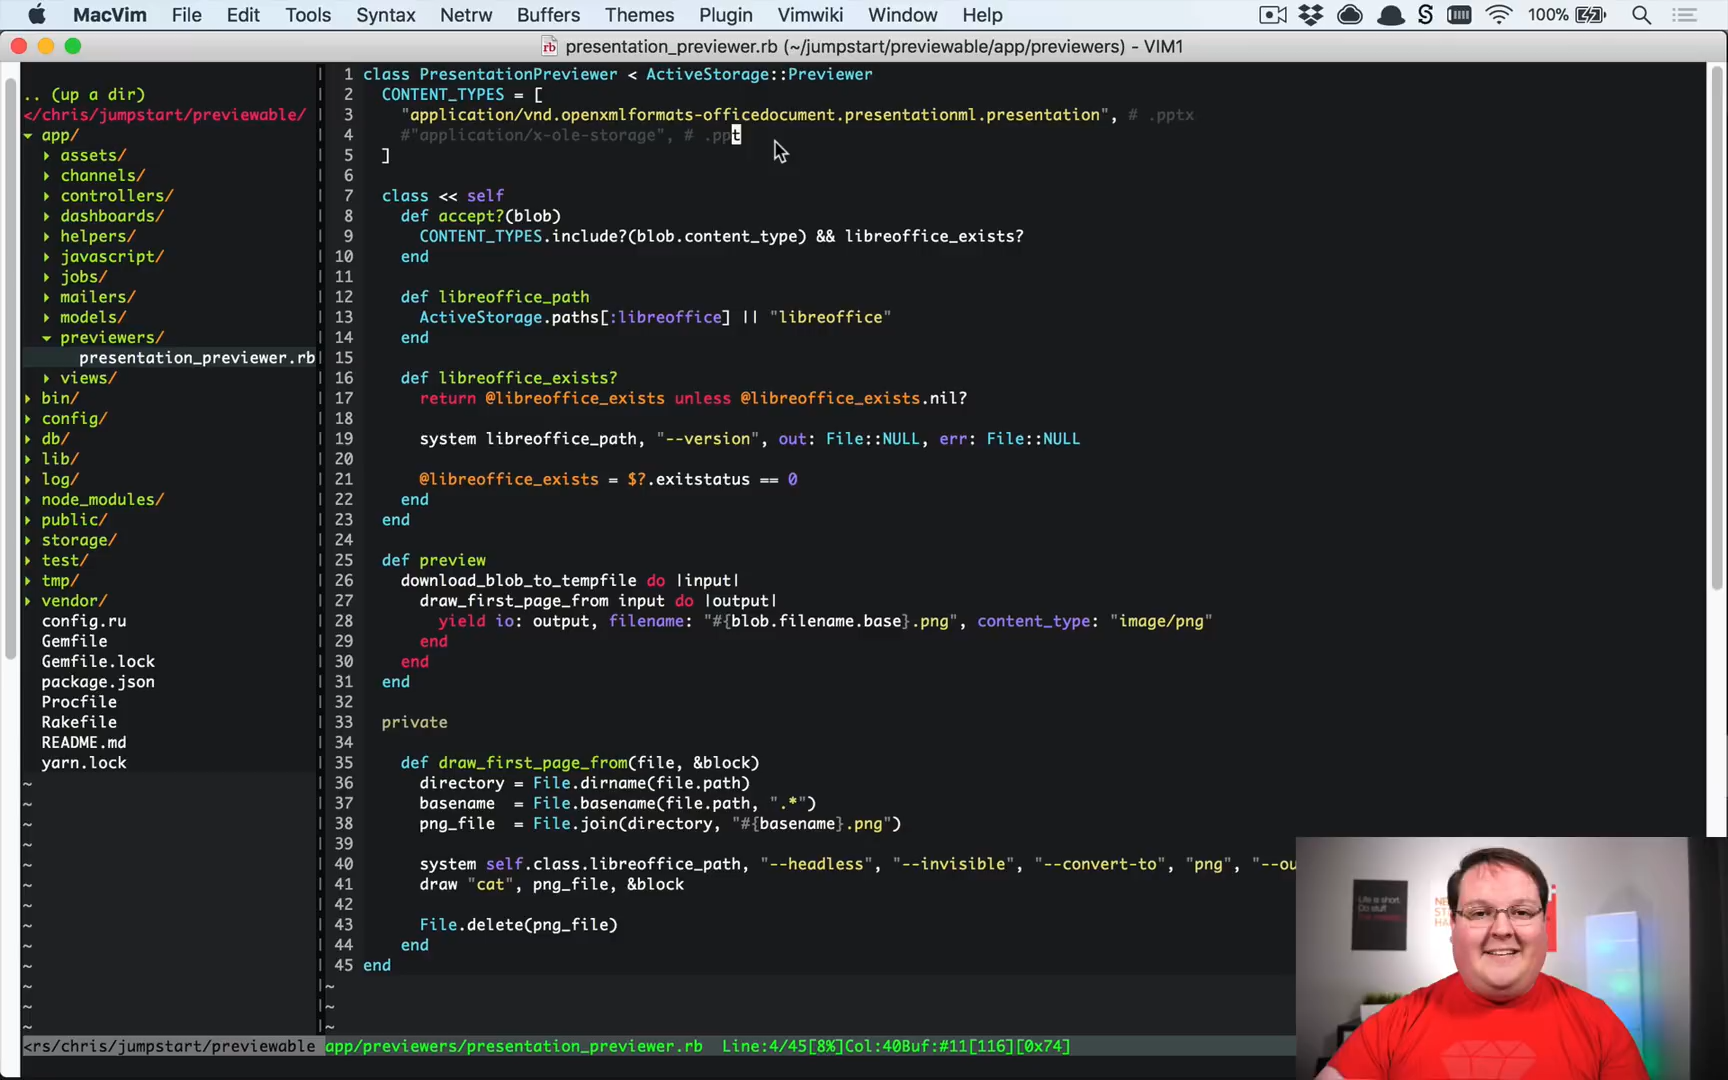 MacVim File Edit Tools Syntax Netrw Buffers Themes Plugin Vimwiki Window Help 100%
presentation_previewer.rb (~/jumpstart/previewable/app/previewers) - VIM1
.. (up a dir)
</chris/jumpstart/previewable/
app/
assets/
channels/
controllers/
dashboards/
helpers/
javascript/
jobs/
mailers/
models/
previewers/
presentation_previewer.rb
views/
bin/
config/
db/
lib/
log/
node_modules/
public/
storage/
test/
tmp/
vendor/
config.ru
Gemfile
Gemfile.lock
package.json
Procfile
Rakefile
README.md
yarn.lock
~
~
~
~
~
~
~
~
~
~
~
~
~
1 class PresentationPreviewer < ActiveStorage::Previewer
2 CONTENT_TYPES = [
3 "application/vnd.openxmlformats-officedocument.presentationml.presentation", # .pptx
4 #"application/x-ole-storage", # .ppt
5 ]
6
7 class << self
8 def accept?(blob)
9 CONTENT_TYPES.include?(blob.content_type) && libreoffice_exists?
10 end
11
12 def libreoffice_path
13 ActiveStorage.paths[:libreoffice] || "libreoffice"
14 end
15
16 def libreoffice_exists?
17 return @libreoffice_exists unless @libreoffice_exists.nil?
18
19 system libreoffice_path, "--version", out: File::NULL, err: File::NULL
20
21 @libreoffice_exists = $?.exitstatus == 0
22 end
23 end
24
25 def preview
26 download_blob_to_tempfile do |input|
27 draw_first_page_from input do |output|
28 yield io: output, filename: "#{blob.filename.base}.png", content_type: "image/png"
29 end
30 end
31 end
32
33 private
34
35 def draw_first_page_from(file, &block)
36 directory = File.dirname(file.path)
37 basename = File.basename(file.path, ".*")
38 png_file = File.join(directory, "#{basename}.png")
39
40 system self.class.libreoffice_path, "--headless", "--invisible", "--convert-to", "png", "--ou
41 draw "cat", png_file, &block
42
43 File.delete(png_file)
44 end
45 end
~
~
~
Life is short.
Do stuff
<rs/chris/jumpstart/previewable app/previewers/presentation_previewer.rb Line:4/45[8%]Col:40Buf:#11[116][0x74]